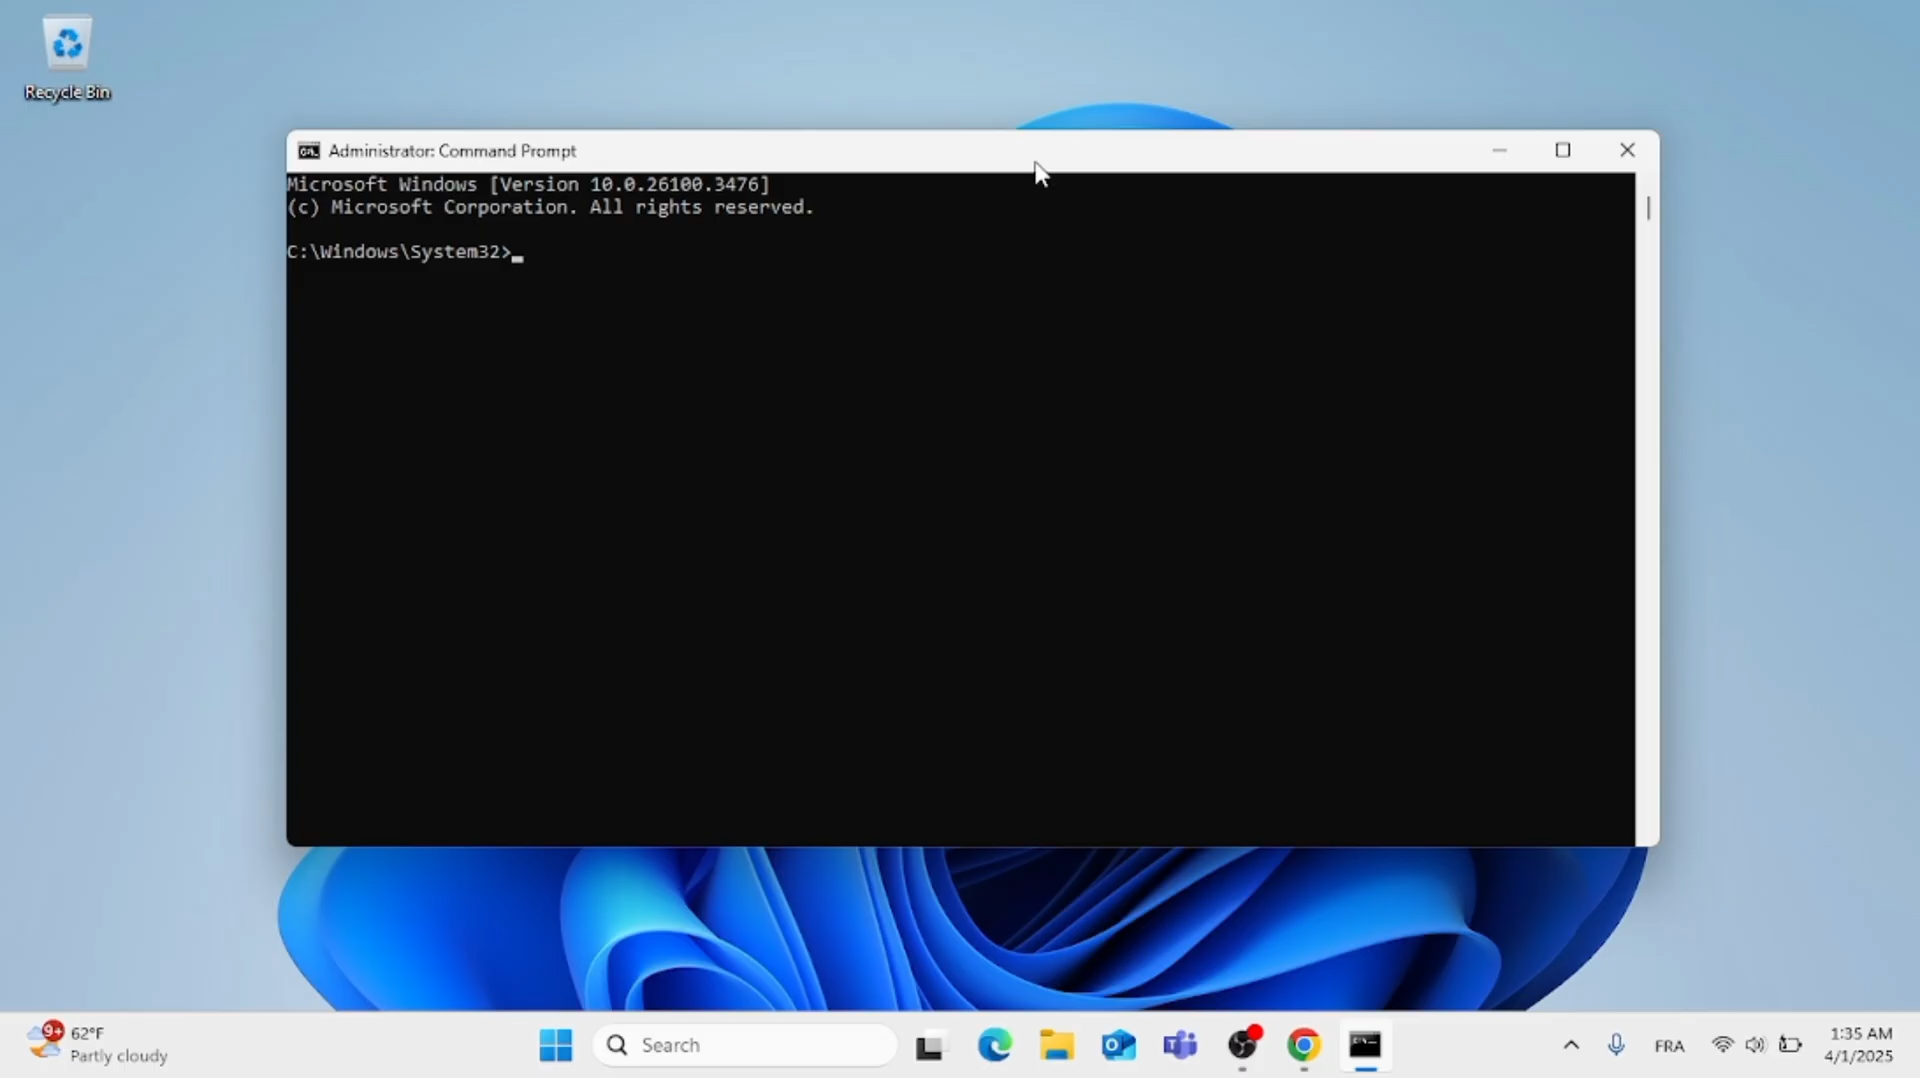 Recycle Bin
Administrator: Command Prompt
Microsoft Windows [Version 10.0.26100.3476]
(c) Microsoft Corporation. All rights reserved.
C:\Windows\System32>
9+
62°F
Partly cloudy
Search
FRA
1:35 AM
4/1/2025